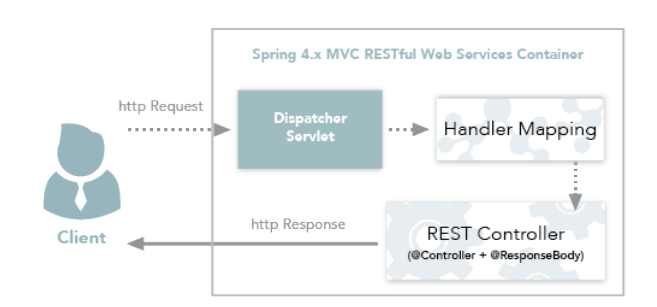 Spring 4.x MVC RESTful Web Services Container
http Request
Dispatcher
Servlet
Handler Mapping
Client
http Response
REST Controller
(@Controller + @ResponseBody)